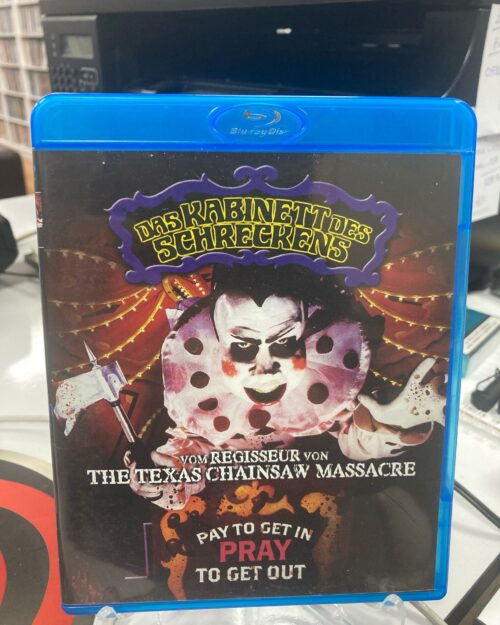 Blu-ray Disc
DAS KABINETT DES
SCHRECKENS
VOM REGISSEUR VON
THE TEXAS CHAINSAW MASSACRE
PAY TO GET IN
PRAY
TO GET OUT